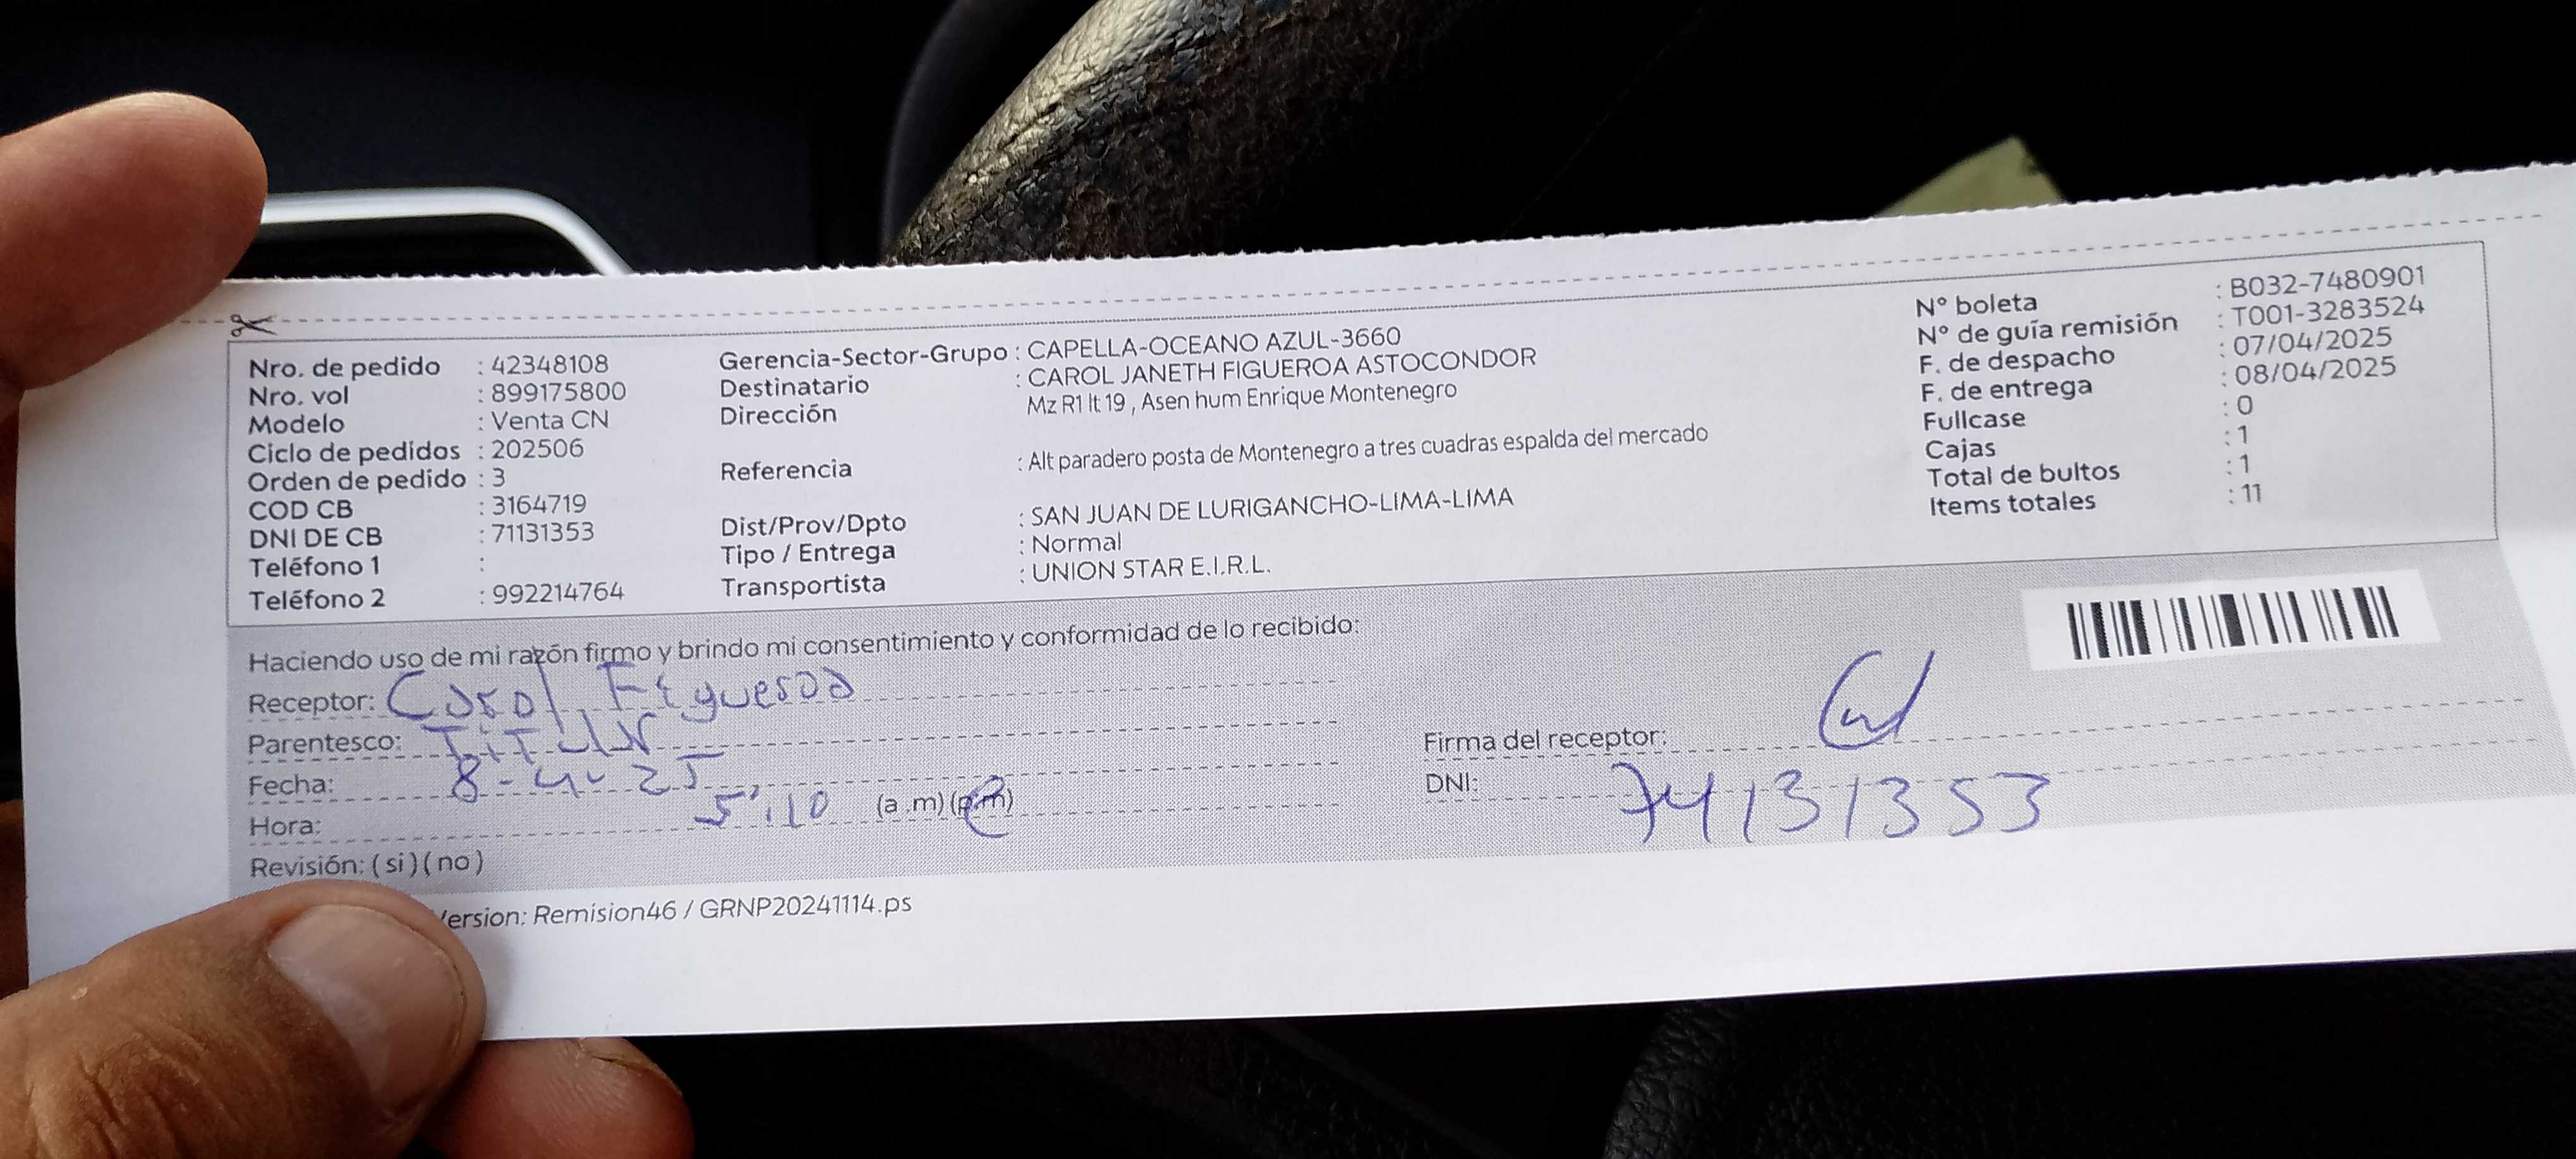 Nro. de pedido : 42348108
Nro. vol : 899175800
Modelo : Venta CN
Ciclo de pedidos : 202506
Orden de pedido : 3
COD CB : 3164719
DNI DE CB : 71131353
Teléfono 1 :
Teléfono 2 : 992214764
Gerencia-Sector-Grupo : CAPELLA-OCEANO AZUL-3660
Destinatario : CAROL JANETH FIGUEROA ASTOCONDOR
Dirección Mz R1 lt 19 , Asen hum Enrique Montenegro
Referencia : Alt paradero posta de Montenegro a tres cuadras espalda del mercado
Dist/Prov/Dpto : SAN JUAN DE LURIGANCHO-LIMA-LIMA
Tipo / Entrega : Normal
Transportista : UNION STAR E.I.R.L.
N° boleta : B032-7480901
N° de guía remisión : T001-3283524
F. de despacho : 07/04/2025
F. de entrega : 08/04/2025
Fullcase : 0
Cajas : 1
Total de bultos : 1
Items totales : 11
Haciendo uso de mi razón firmo y brindo mi consentimiento y conformidad de lo recibido:
Receptor: Carol Figueroa
Parentesco: Titular
Fecha: 8-4-25
Hora: 5:10 (a.m)(p.m)
Revisión: (si)(no)
Firma del receptor:
DNI: 74131353
Version: Remision46 / GRNP20241114.ps